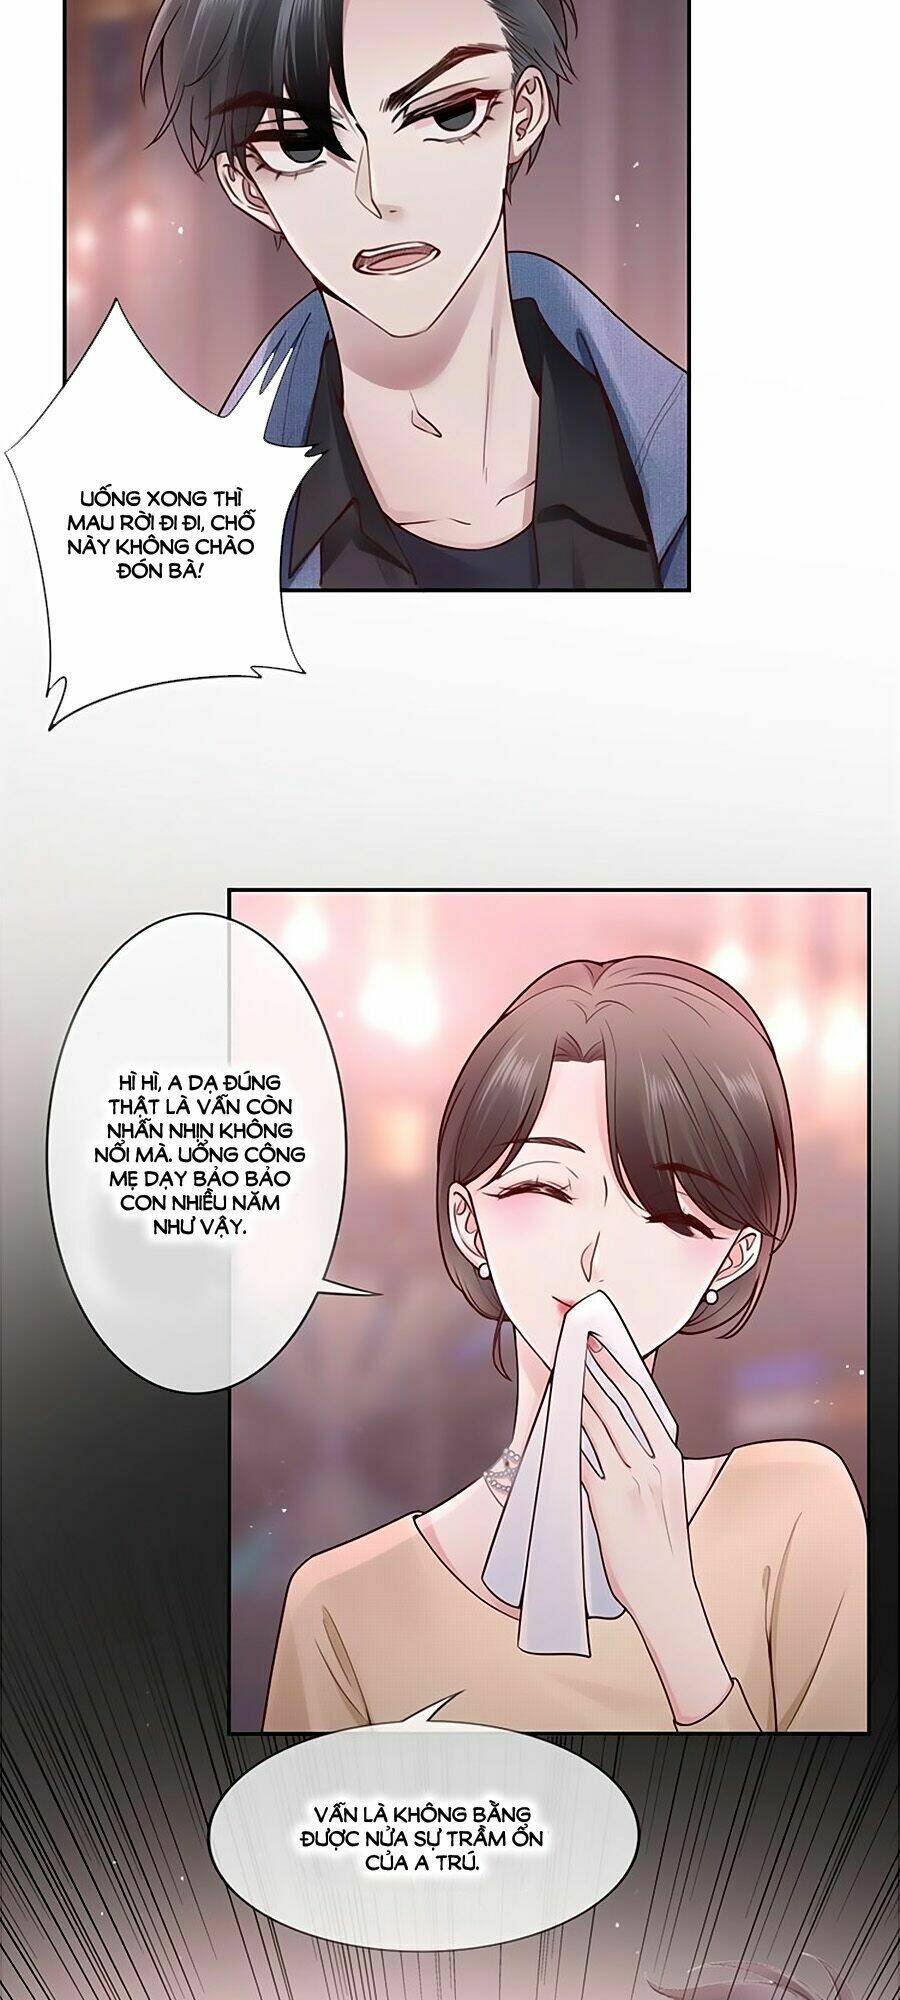 UỐNG XONG THÌ
MAU RỜI ĐI ĐI, CHỐ
NÀY KHÔNG CHÀO
ĐÓN BÀ!
HÌ HÌ, A DẠ ĐÚNG
THẬT LÀ VẪN CÒN
NHẪN NHỊN KHÔNG
NỔI MÀ. UỔNG CÔNG
MẸ DẠY BẢO BẢO
CON NHIỀU NĂM
NHƯ VẬY.
VẪN LÀ KHÔNG BẰNG
ĐƯỢC NỬA SỰ TRẦM ỔN
CỦA A TRÚ.